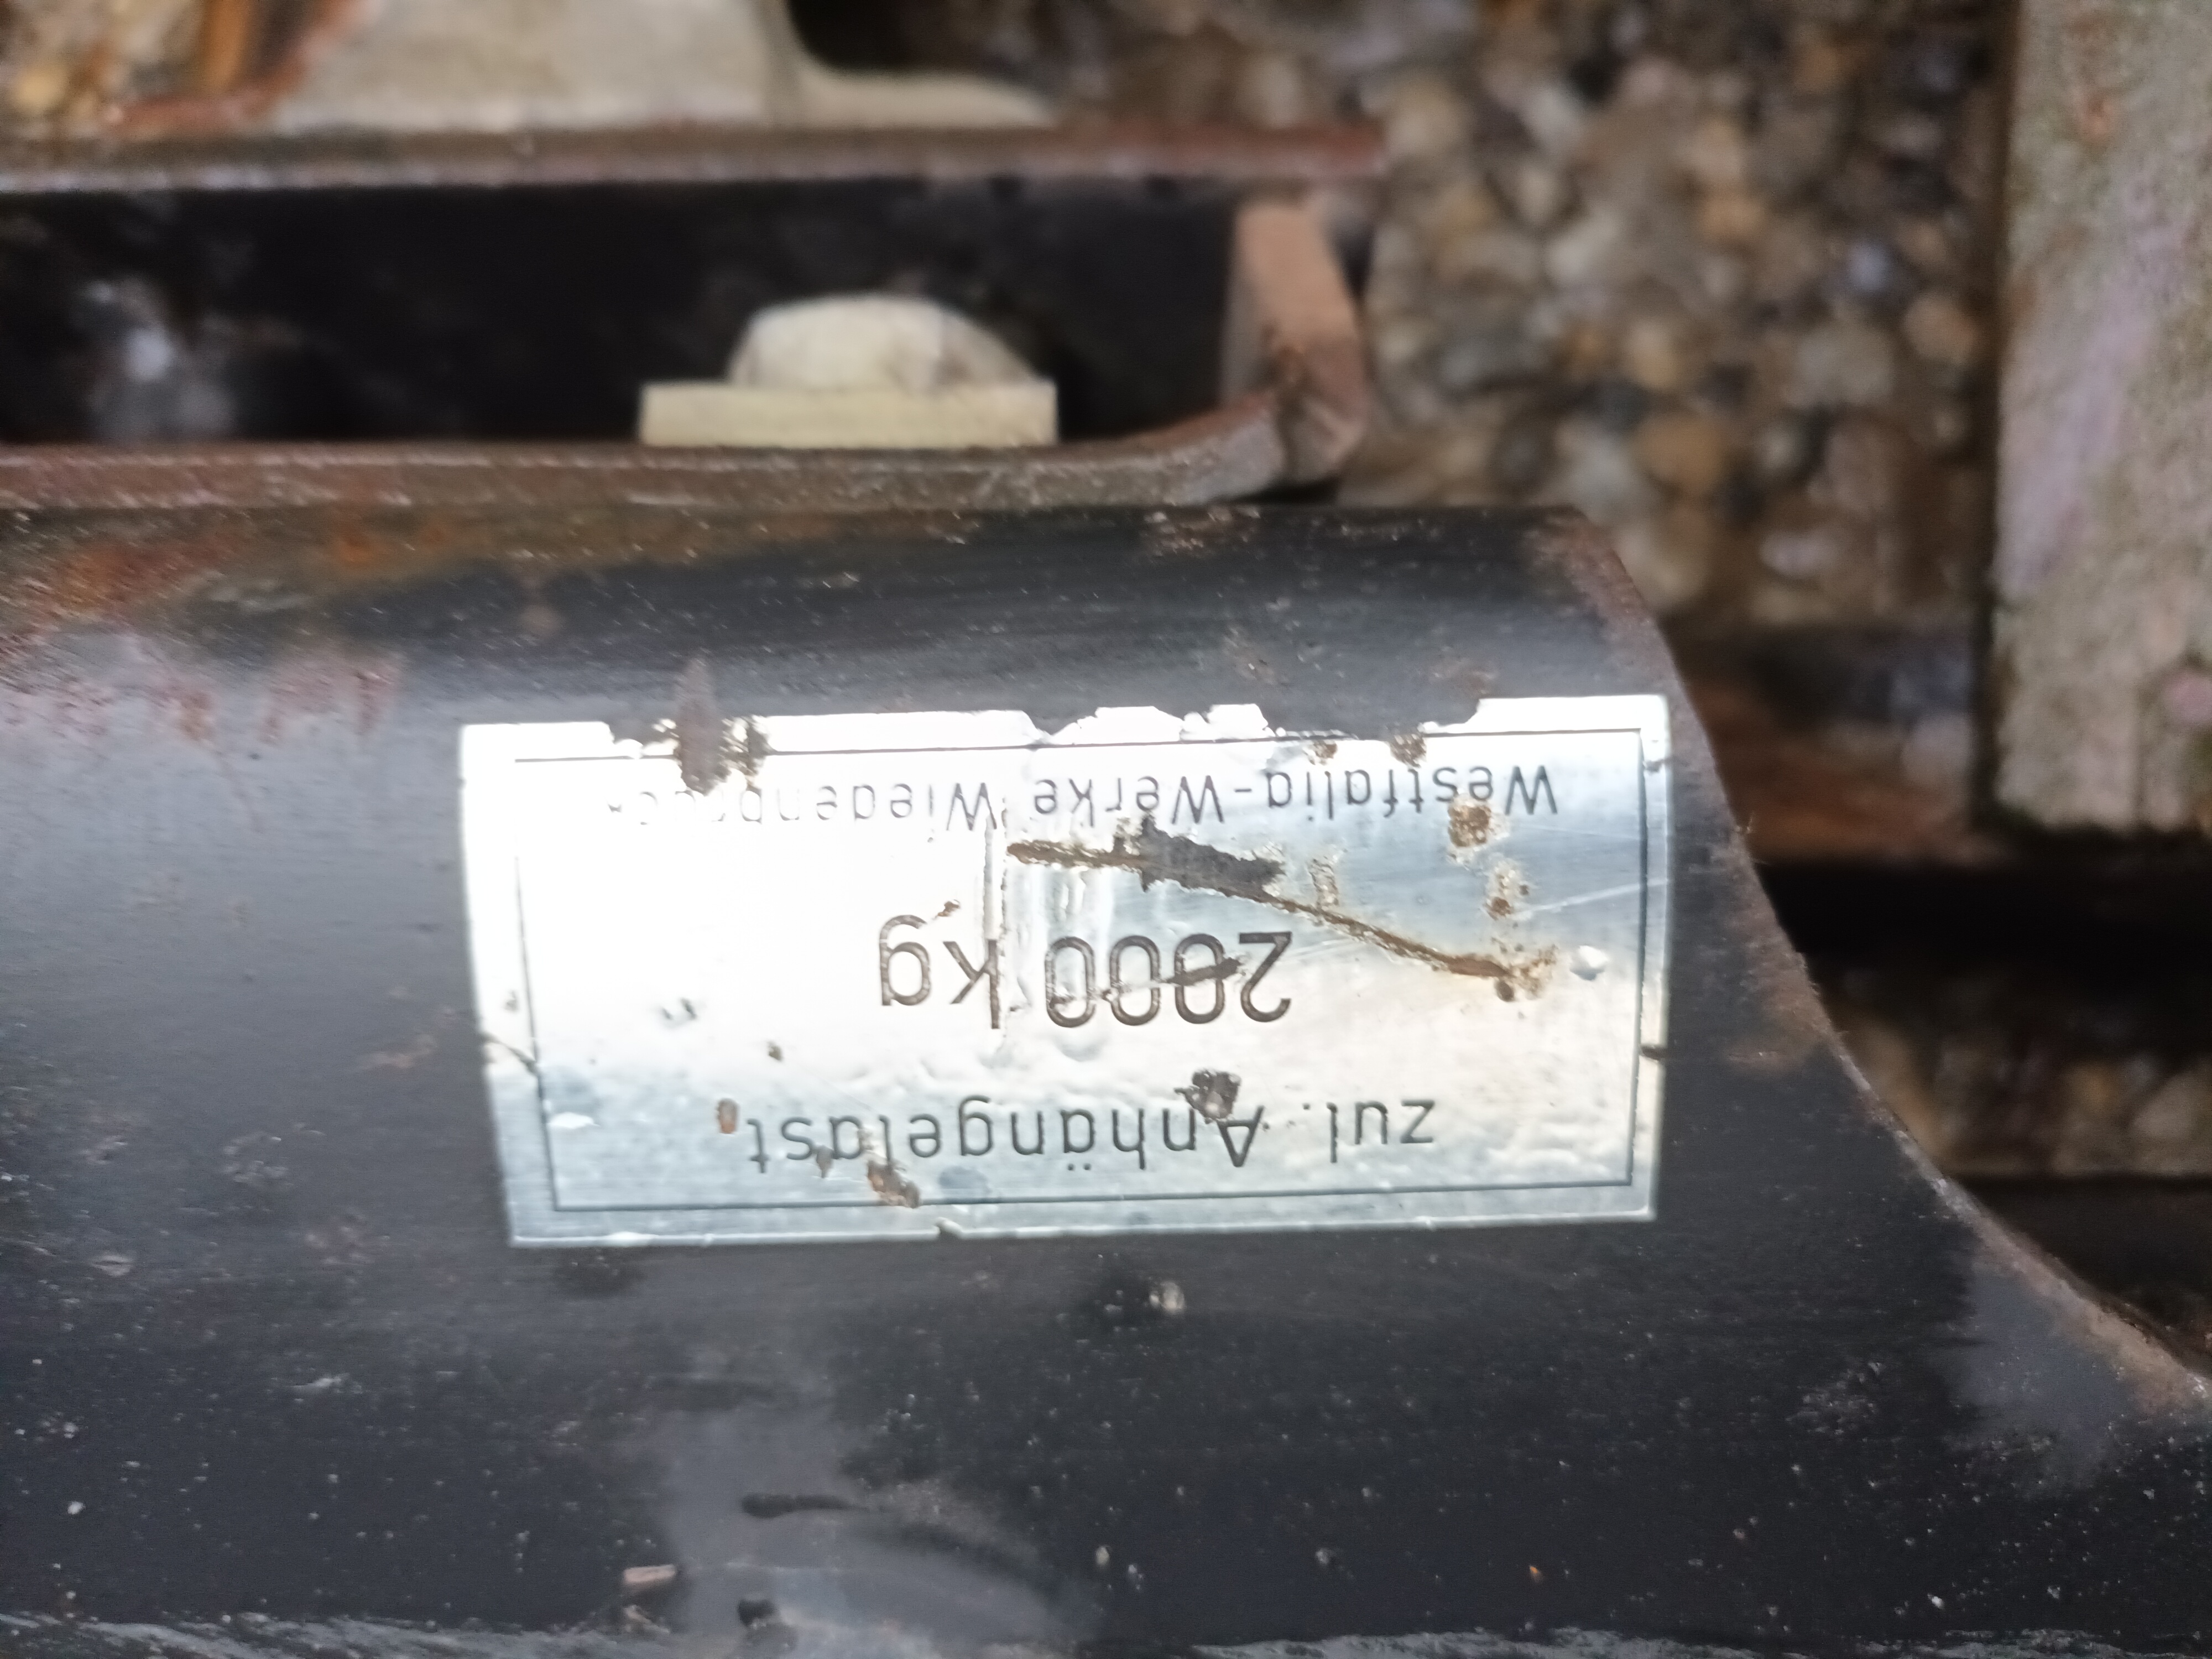 zul. Anhängelast
2000 kg
Westfalia-Werke Wiedenbrück